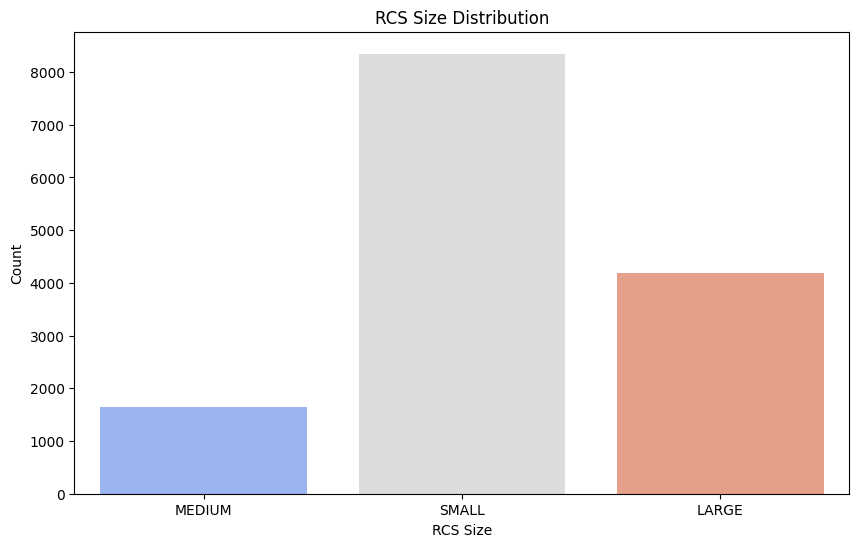 RCS Size Distribution
Count
8000
7000
6000
5000
4000
3000
2000
1000
0
MEDIUM SMALL LARGE
RCS Size